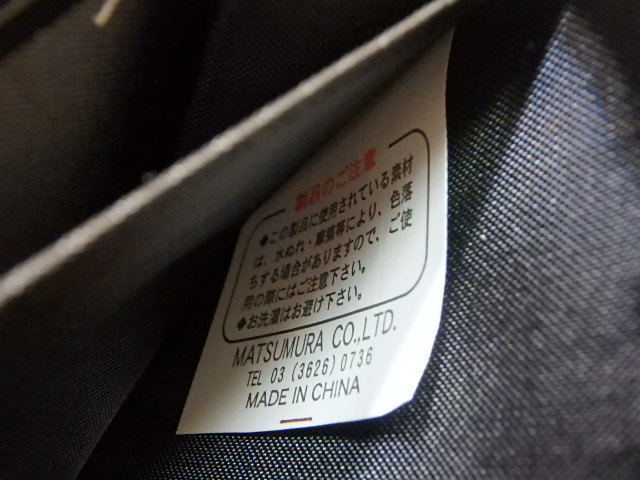 製品のご注意
◆この製品に使用されている素材
は、水ぬれ・摩擦等により、色落
ちする場合がありますので、ご使
用の際にはご注意下さい。
◆お洗濯はお避け下さい。
MATSUMURA CO.,LTD.
TEL 03 (3626) 0736
MADE IN CHINA